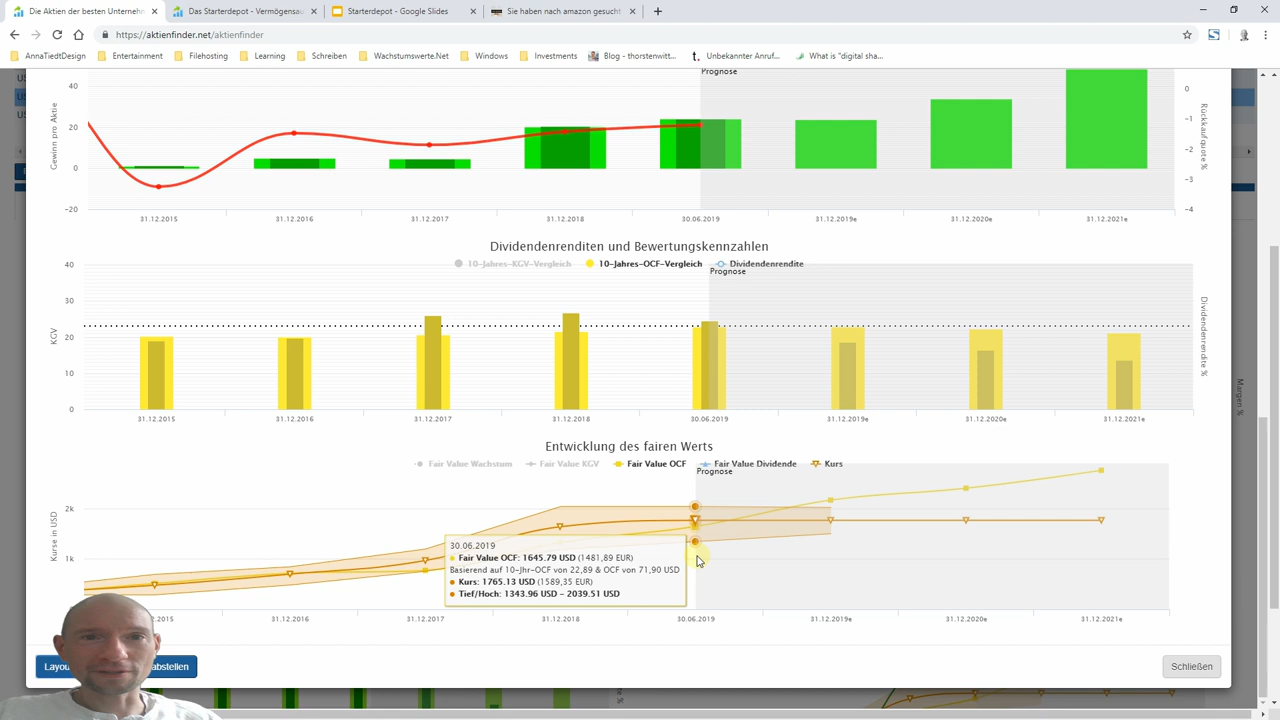 Die Aktien der besten Unternehm
Das Starterdepot - Vermögensau
Starterdepot - Google Slides
Sie haben nach amazon gesucht
https://aktienfinder.net/aktienfinder
AnnaTiedtDesign
Entertainment
Filehosting
Learning
Schreiben
Wachstumswerte.Net
Windows
Investments
Blog - thorstenwitt...
Unbekannter Anruf...
What is "digital sha...
US
US
US
Prognose
Gewinn pro Aktie
40
20
0
-20
0
-1
-2
-3
-4
Rückkaufquote %
31.12.2015
31.12.2016
31.12.2017
31.12.2018
30.06.2019
31.12.2019e
31.12.2020e
31.12.2021e
Dividendenrenditen und Bewertungskennzahlen
10-Jahres-KGV-Vergleich
10-Jahres-OCF-Vergleich
Dividendenrendite
Prognose
KGV
40
30
20
10
0
Dividendenrendite %
31.12.2015
31.12.2016
31.12.2017
31.12.2018
30.06.2019
31.12.2019e
31.12.2020e
31.12.2021e
Margen %
Entwicklung des fairen Werts
Fair Value Wachstum
Fair Value KGV
Fair Value OCF
Fair Value Dividende
Kurs
Prognose
Kurse in USD
2k
1k
30.06.2019
Fair Value OCF: 1645.79 USD (1481,89 EUR)
Basierend auf 10-Jhr-OCF von 22,89 & OCF von 71,90 USD
Kurs: 1765.13 USD (1589,35 EUR)
Tief/Hoch: 1343.96 USD - 2039.51 USD
31.12.2015
31.12.2016
31.12.2017
31.12.2018
30.06.2019
31.12.2019e
31.12.2020e
31.12.2021e
Layou
abstellen
Schließen